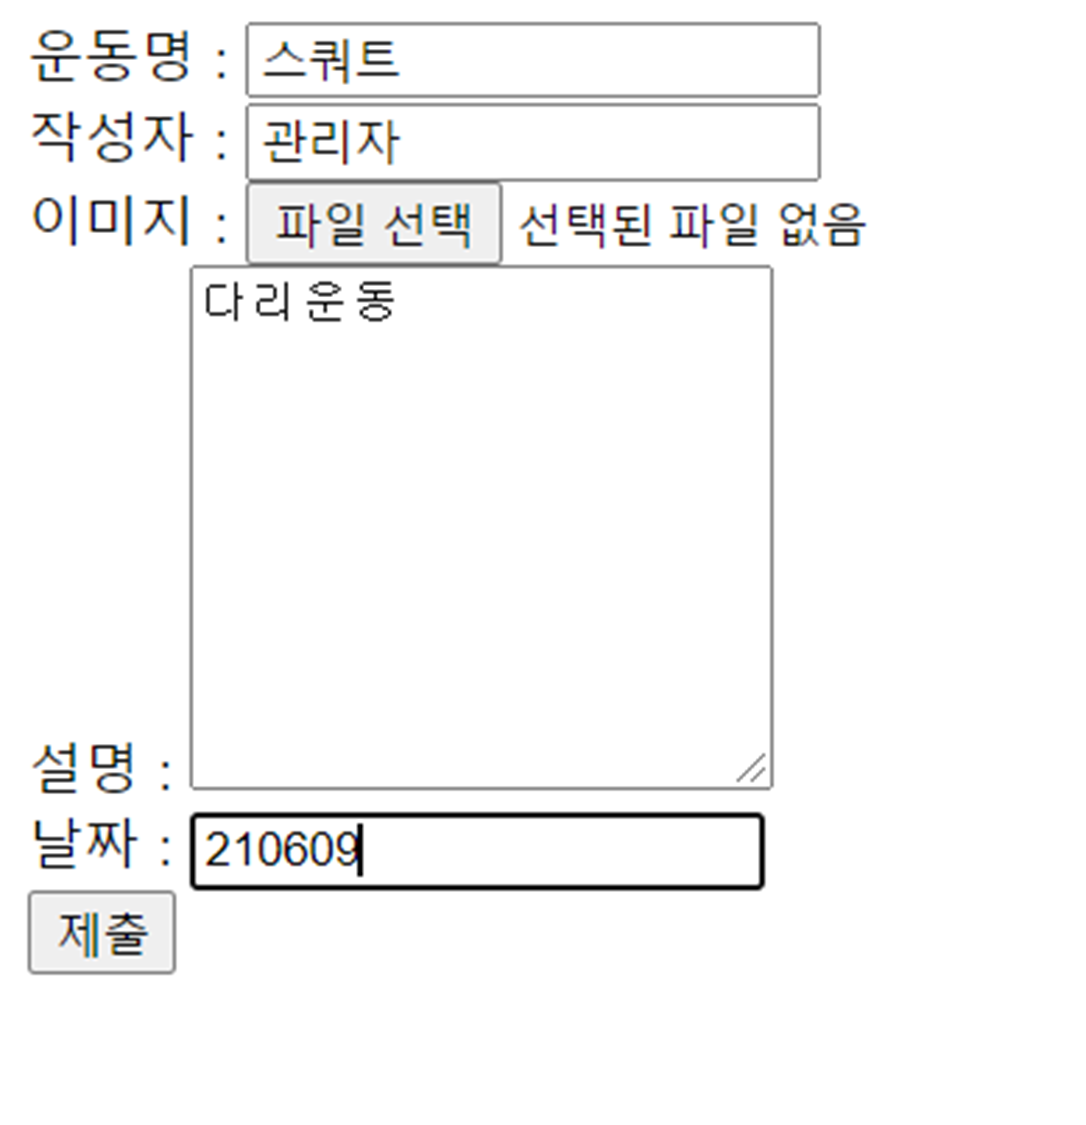 운동명 : 스쿼트
작성자 : 관리자
이미지 : 파일 선택 선택된 파일 없음
다리운동
설명 :
날짜 : 210609
제출